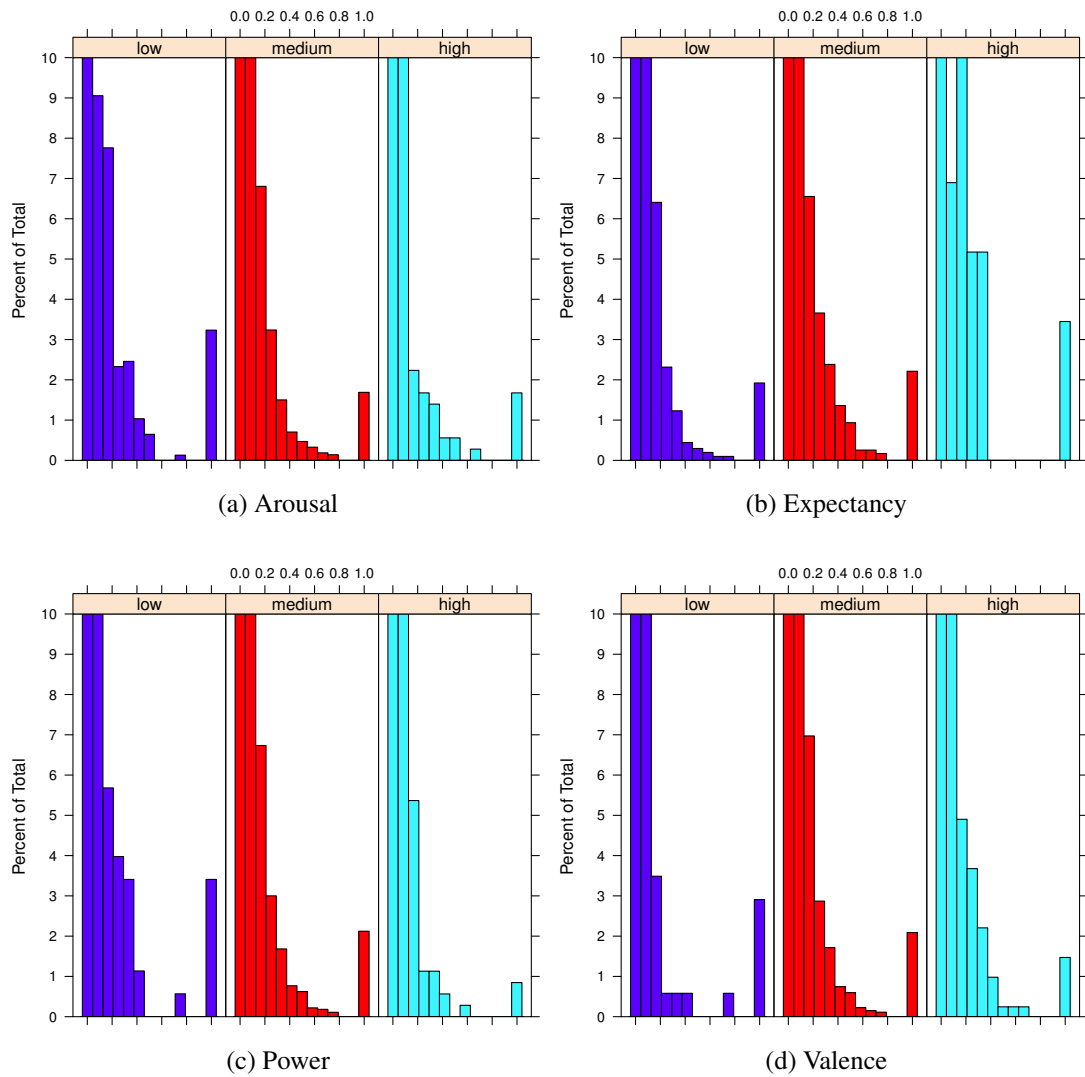 0.0 0.2 0.4 0.6 0.8 1.0
low medium high
10
9
8
7
6
5
4
3
2
1
0
Percent of Total
(a) Arousal
0.0 0.2 0.4 0.6 0.8 1.0
low medium high
10
9
8
7
6
5
4
3
2
1
0
Percent of Total
(b) Expectancy
0.0 0.2 0.4 0.6 0.8 1.0
low medium high
10
9
8
7
6
5
4
3
2
1
0
Percent of Total
(c) Power
0.0 0.2 0.4 0.6 0.8 1.0
low medium high
10
9
8
7
6
5
4
3
2
1
0
Percent of Total
(d) Valence